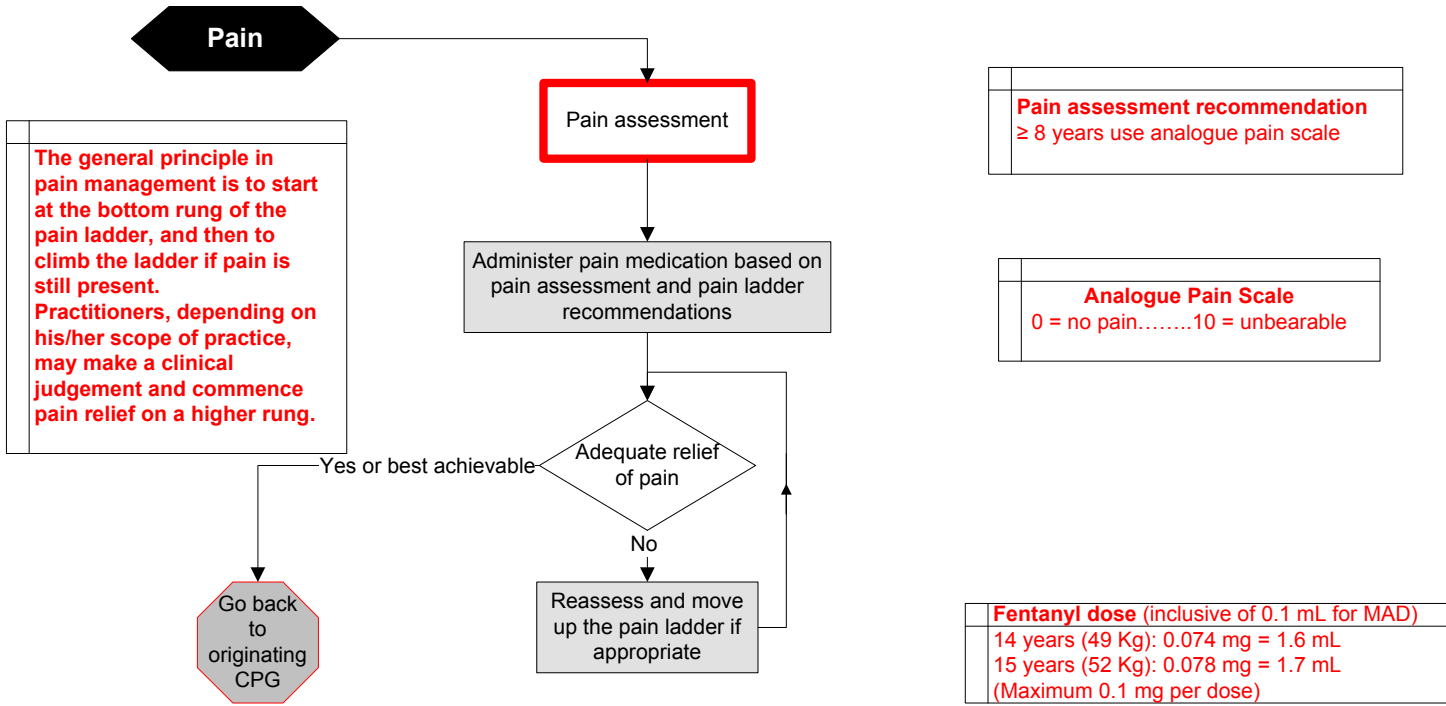 Pain
Pain assessment
Pain assessment recommendation
≥ 8 years use analogue pain scale
The general principle in
pain management is to start
at the bottom rung of the
pain ladder, and then to
climb the ladder if pain is
still present.
Practitioners, depending on
his/her scope of practice,
may make a clinical
judgement and commence
pain relief on a higher rung.
Administer pain medication based on
pain assessment and pain ladder
recommendations
Analogue Pain Scale
0 = no pain……..10 = unbearable
Adequate relief
of pain
Yes or best achievable
No
Go back
to
originating
CPG
Reassess and move
up the pain ladder if
appropriate
Fentanyl dose (inclusive of 0.1 mL for MAD)
14 years (49 Kg): 0.074 mg = 1.6 mL
15 years (52 Kg): 0.078 mg = 1.7 mL
(Maximum 0.1 mg per dose)